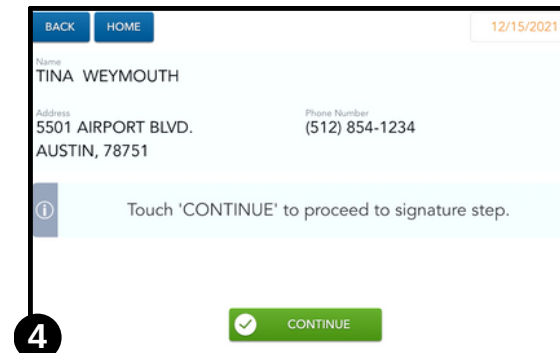 BACK HOME 12/15/2021
Name
TINA WEYMOUTH
Address
5501 AIRPORT BLVD.
AUSTIN, 78751
Phone Number
(512) 854-1234
Touch 'CONTINUE' to proceed to signature step.
CONTINUE
4